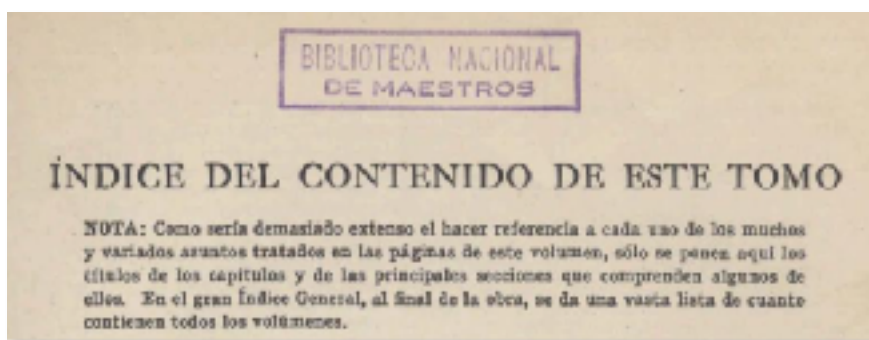 BIBLIOTECA NACIONAL
DE MAESTROS
ÍNDICE DEL CONTENIDO DE ESTE TOMO
NOTA: Como sería demasiado extenso el hacer referencia a cada uno de los muchos
y variados asuntos tratados en las páginas de este volumen, sólo se ponen aquí los
títulos de los capítulos y de las principales secciones que comprenden algunos de
ellos. En el gran Índice General, al final de la obra, se da una vasta lista de cuanto
contienen todos los volúmenes.